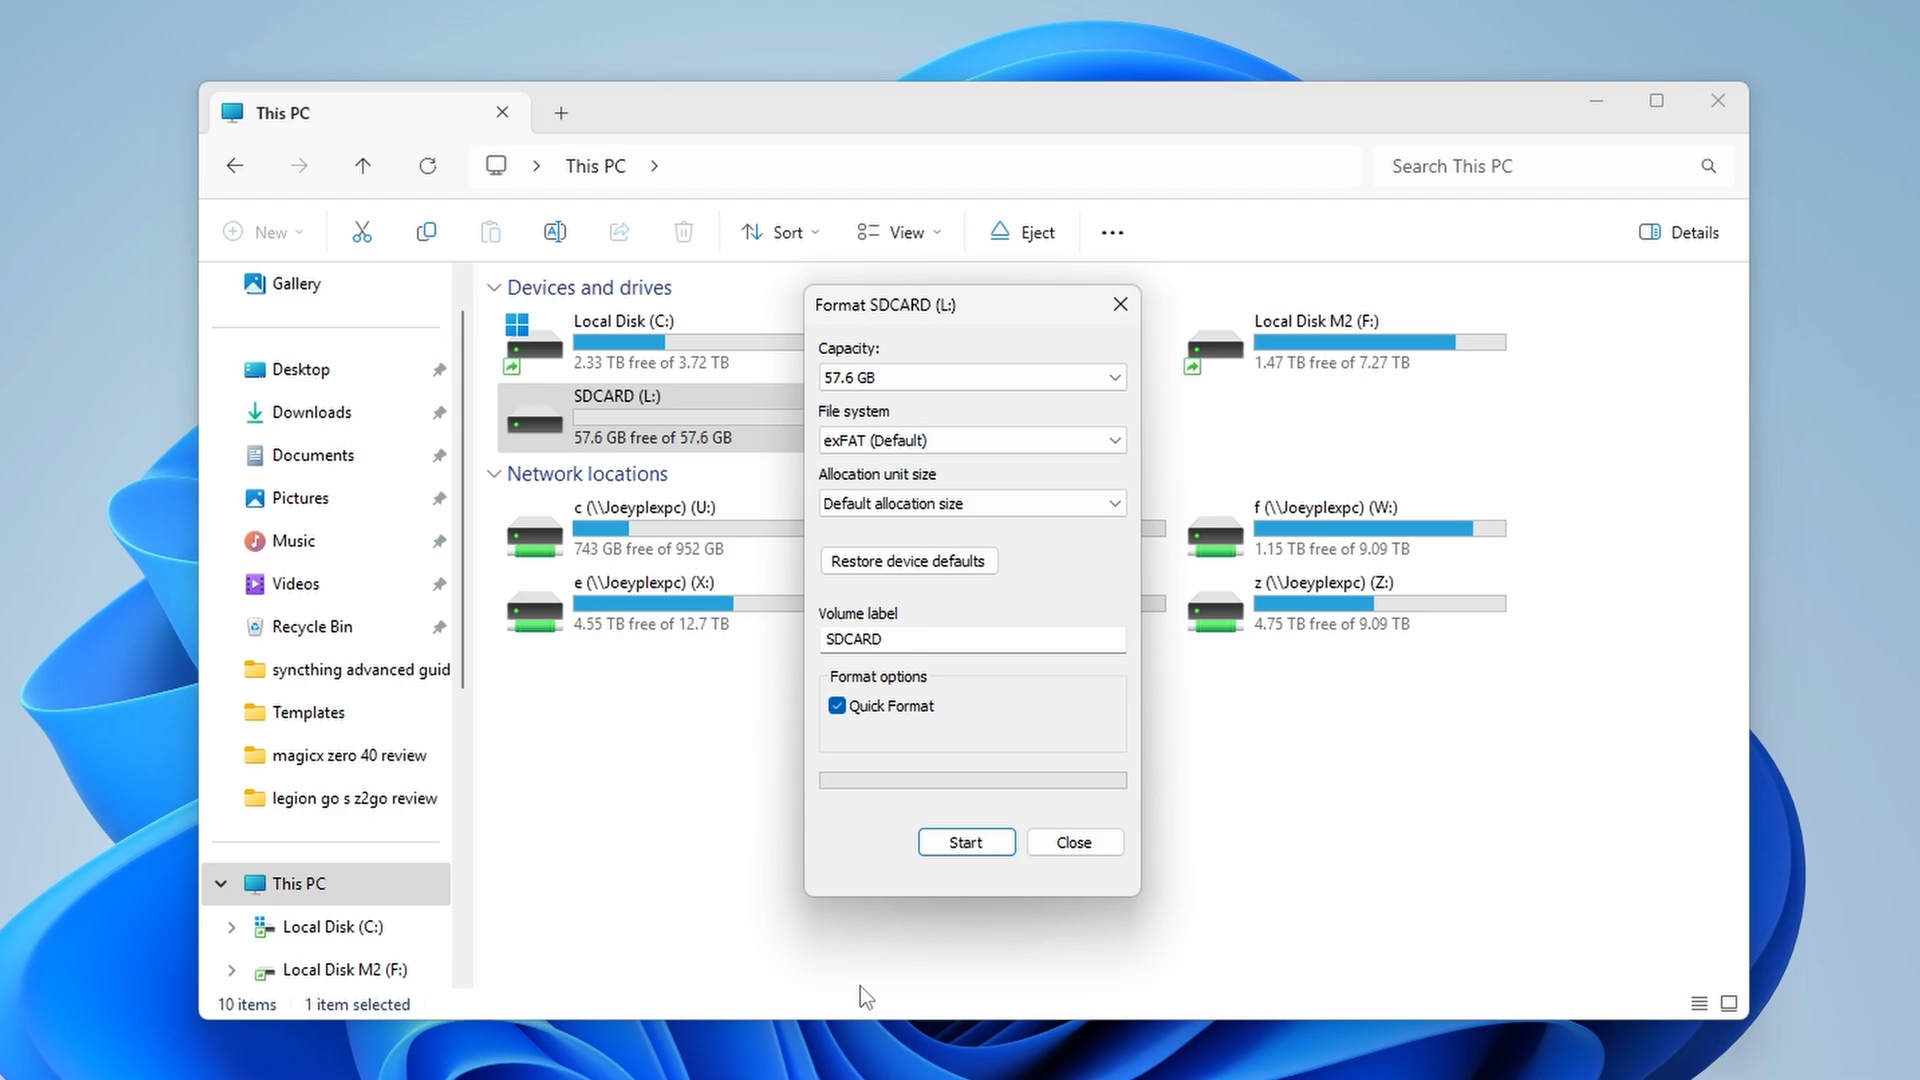 This PC
This PC
Search This PC
New
Sort
View
Eject
Details
Gallery
Desktop
Downloads
Documents
Pictures
Music
Videos
Recycle Bin
syncthing advanced guid
Templates
magicx zero 40 review
legion go s z2go review
This PC
Local Disk (C:)
Local Disk M2 (F:)
Devices and drives
Local Disk (C:)
2.33 TB free of 3.72 TB
Local Disk M2 (F:)
1.47 TB free of 7.27 TB
SDCARD (L:)
57.6 GB free of 57.6 GB
Network locations
c (\\Joeyplexpc) (U:)
743 GB free of 952 GB
f (\\Joeyplexpc) (W:)
1.15 TB free of 9.09 TB
e (\\Joeyplexpc) (X:)
4.55 TB free of 12.7 TB
z (\\Joeyplexpc) (Z:)
4.75 TB free of 9.09 TB
Format SDCARD (L:)
Capacity:
57.6 GB
File system
exFAT (Default)
Allocation unit size
Default allocation size
Restore device defaults
Volume label
SDCARD
Format options
Quick Format
Start
Close
10 items
1 item selected